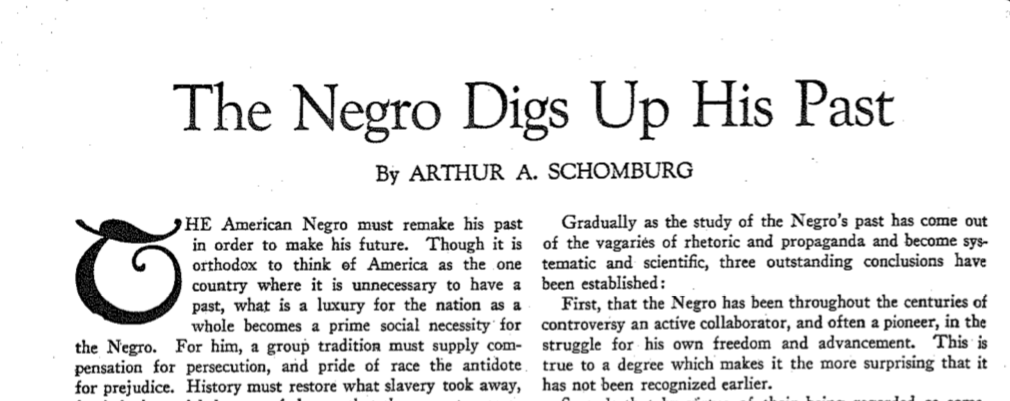 The Negro Digs Up His Past
By ARTHUR A. SCHOMBURG
THE American Negro must remake his past
in order to make his future. Though it is
orthodox to think of America as the one
country where it is unnecessary to have a
past, what is a luxury for the nation as a
whole becomes a prime social necessity for
the Negro. For him, a group tradition must supply com-
pensation for persecution, and pride of race the antidote
for prejudice. History must restore what slavery took away,
Gradually as the study of the Negro's past has come out
of the vagaries of rhetoric and propaganda and become sys-
tematic and scientific, three outstanding conclusions have
been established:
First, that the Negro has been throughout the centuries of
controversy an active collaborator, and often a pioneer, in the
struggle for his own freedom and advancement. This is
true to a degree which makes it the more surprising that it
has not been recognized earlier.